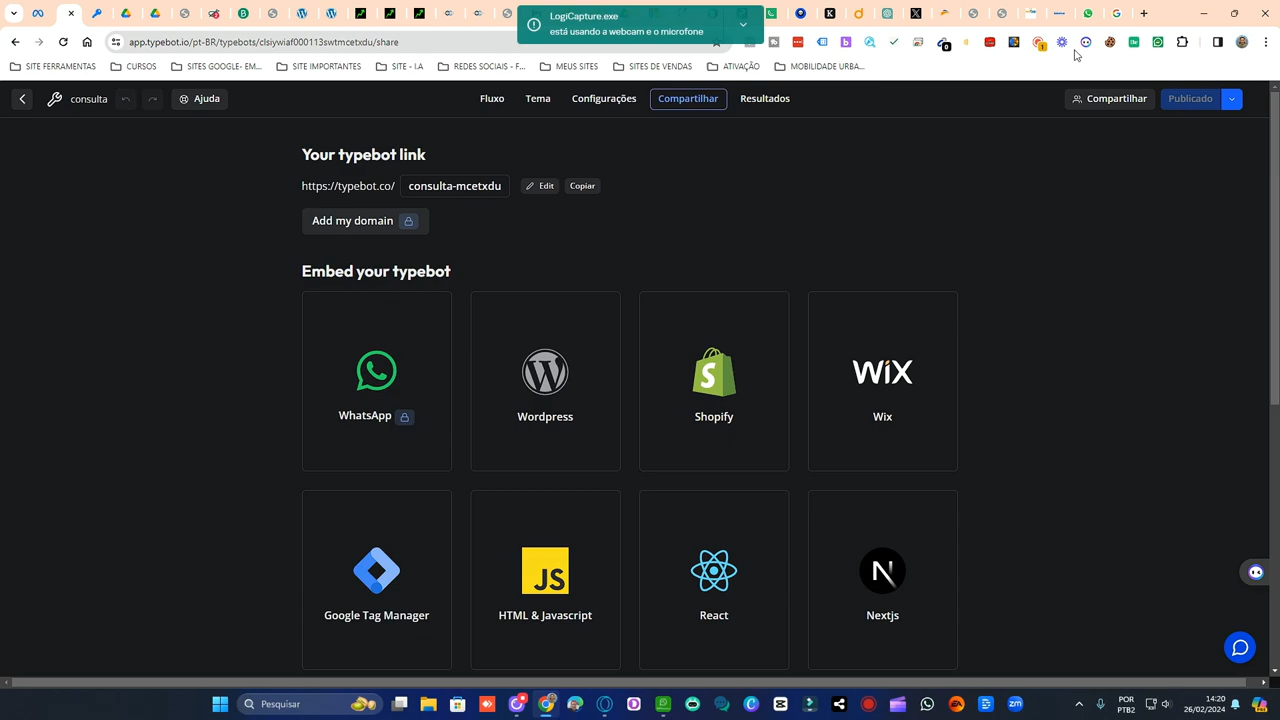 LogiCapture.exe
está usando a webcam e o microfone
app.typebot.io/pt-BR/typebots/clsiywiaf000113swtmcetxdu/share
SITE FERRAMENTAS
CURSOS
SITES GOOGLE - EM...
SITE IMPORTANTES
SITE - I.A
REDES SOCIAIS - F...
MEUS SITES
SITES DE VENDAS
ATIVAÇÃO
MOBILIDADE URBA...
consulta
Ajuda
Fluxo
Tema
Configurações
Compartilhar
Resultados
Compartilhar
Publicado
Your typebot link
https://typebot.co/
consulta-mcetxdu
Edit
Copiar
Add my domain
Embed your typebot
WhatsApp
Wordpress
Shopify
WiX
Wix
Google Tag Manager
JS
HTML & Javascript
React
Nextjs
Pesquisar
POR
PTB2
14:20
26/02/2024